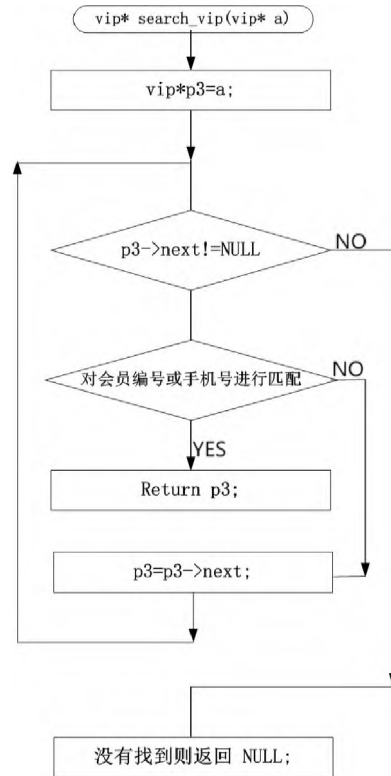 vip* search_vip(vip* a)
vip*p3=a;
p3->next!=NULL
NO
对会员编号或手机号进行匹配
NO
YES
Return p3;
p3=p3->next;
没有找到则返回 NULL;